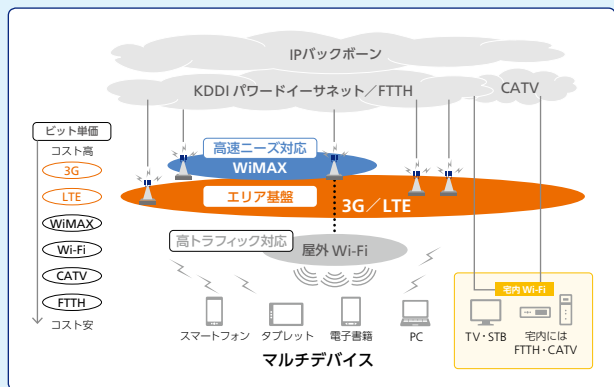 IPバックボーン
KDDI パワードイーサネット／FTTH
CATV
ビット単価
コスト高
3G
LTE
WiMAX
Wi-Fi
CATV
FTTH
コスト安
高速ニーズ対応
WiMAX
エリア基盤
3G／LTE
高トラフィック対応
屋外 Wi-Fi
スマートフォン
タブレット
電子書籍
PC
マルチデバイス
宅内 Wi-Fi
TV・STB
宅内には
FTTH・CATV